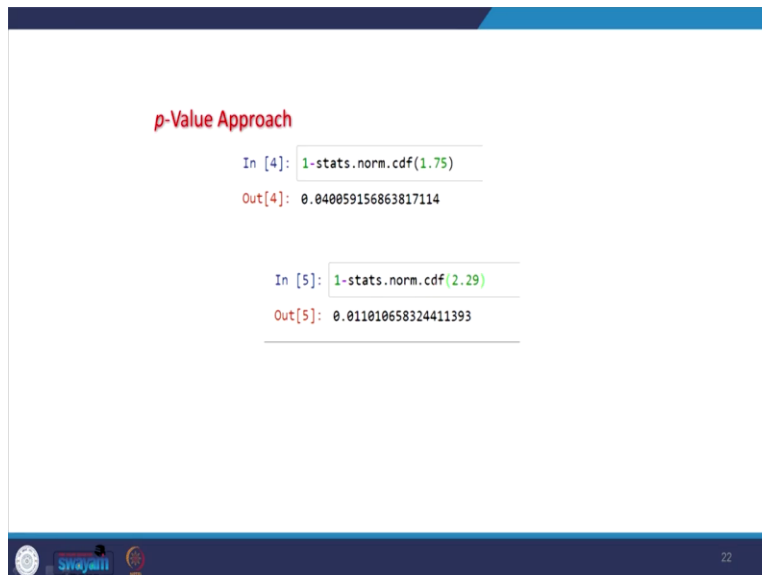 p-Value Approach
In [4]: 1-stats.norm.cdf(1.75)
Out[4]: 0.040059156863817114
In [5]: 1-stats.norm.cdf(2.29)
Out[5]: 0.011010658324411393
swayam
22